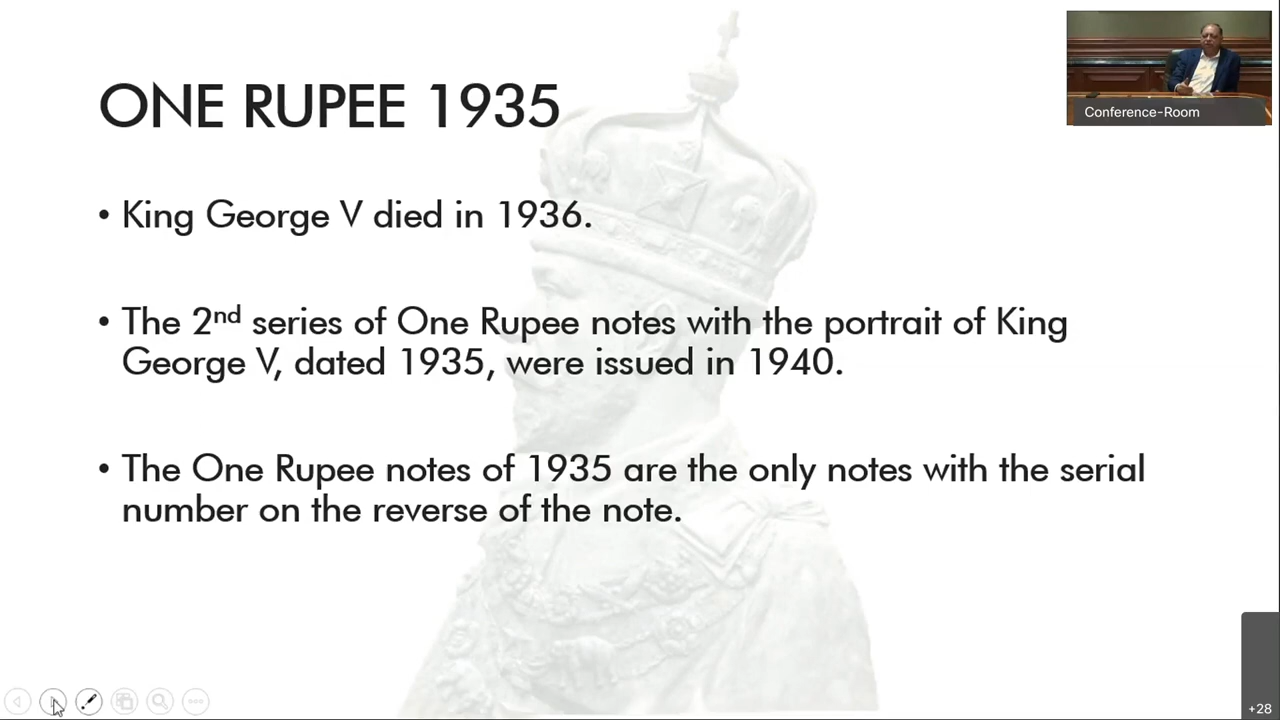 ONE RUPEE 1935
Conference-Room
• King George V died in 1936.
• The 2nd series of One Rupee notes with the portrait of King
George V, dated 1935, were issued in 1940.
• The One Rupee notes of 1935 are the only notes with the serial
number on the reverse of the note.
+28